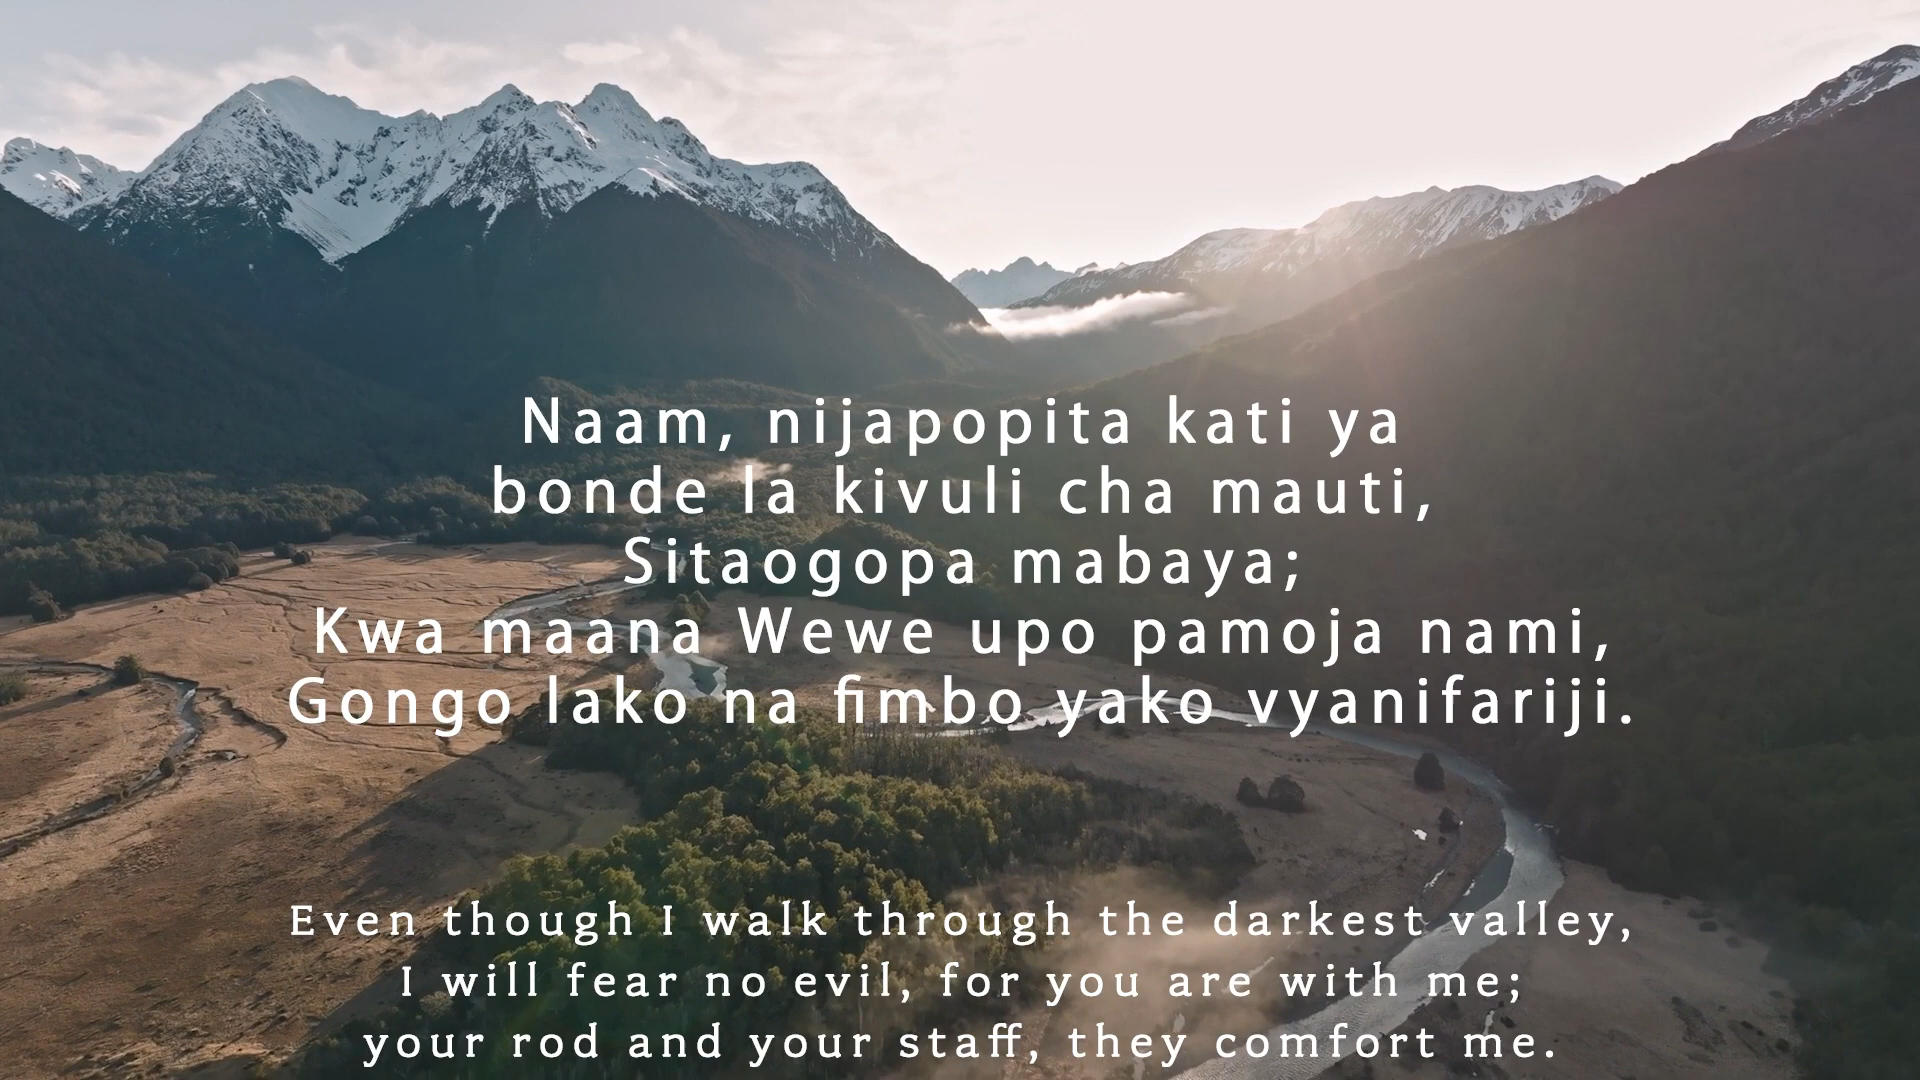 Naam, nijapopita kati ya
bonde la kivuli cha mauti,
Sitaogopa mabaya;
Kwa maana Wewe upo pamoja nami,
Gongo lako na fimbo yako vyanifariji.
Even though I walk through the darkest valley,
I will fear no evil, for you are with me;
your rod and your staff, they comfort me.